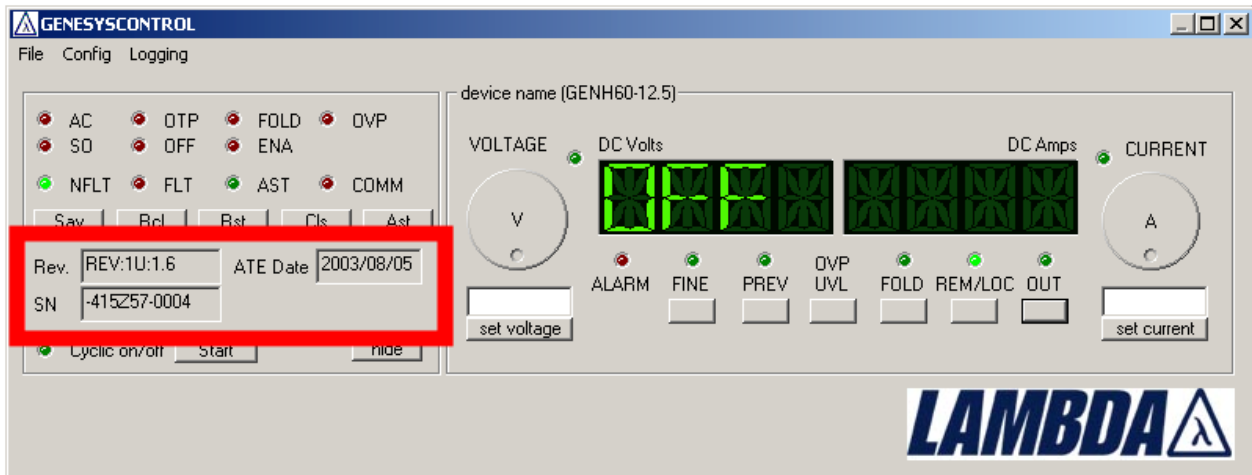 GENESYSCONTROL
File Config Logging
AC OTP FOLD OVP
SO OFF ENA
NFLT FLT AST COMM
Sav Rcl Rst Cls Ast
Rev. REV:1U:1.6 ATE Date 2003/08/05
SN -415Z57-0004
Cyclic on/off Start hide
device name (GENH60-12.5)
VOLTAGE DC Volts DC Amps CURRENT
V OFF A
ALARM FINE PREV OVP UVL FOLD REM/LOC OUT
set voltage set current
LAMBDA λ